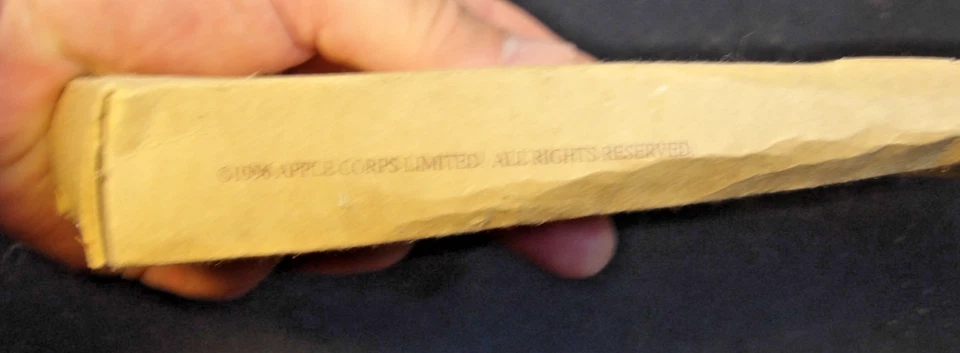 ©1996 APPLE CORPS LIMITED ALL RIGHTS RESERVED.